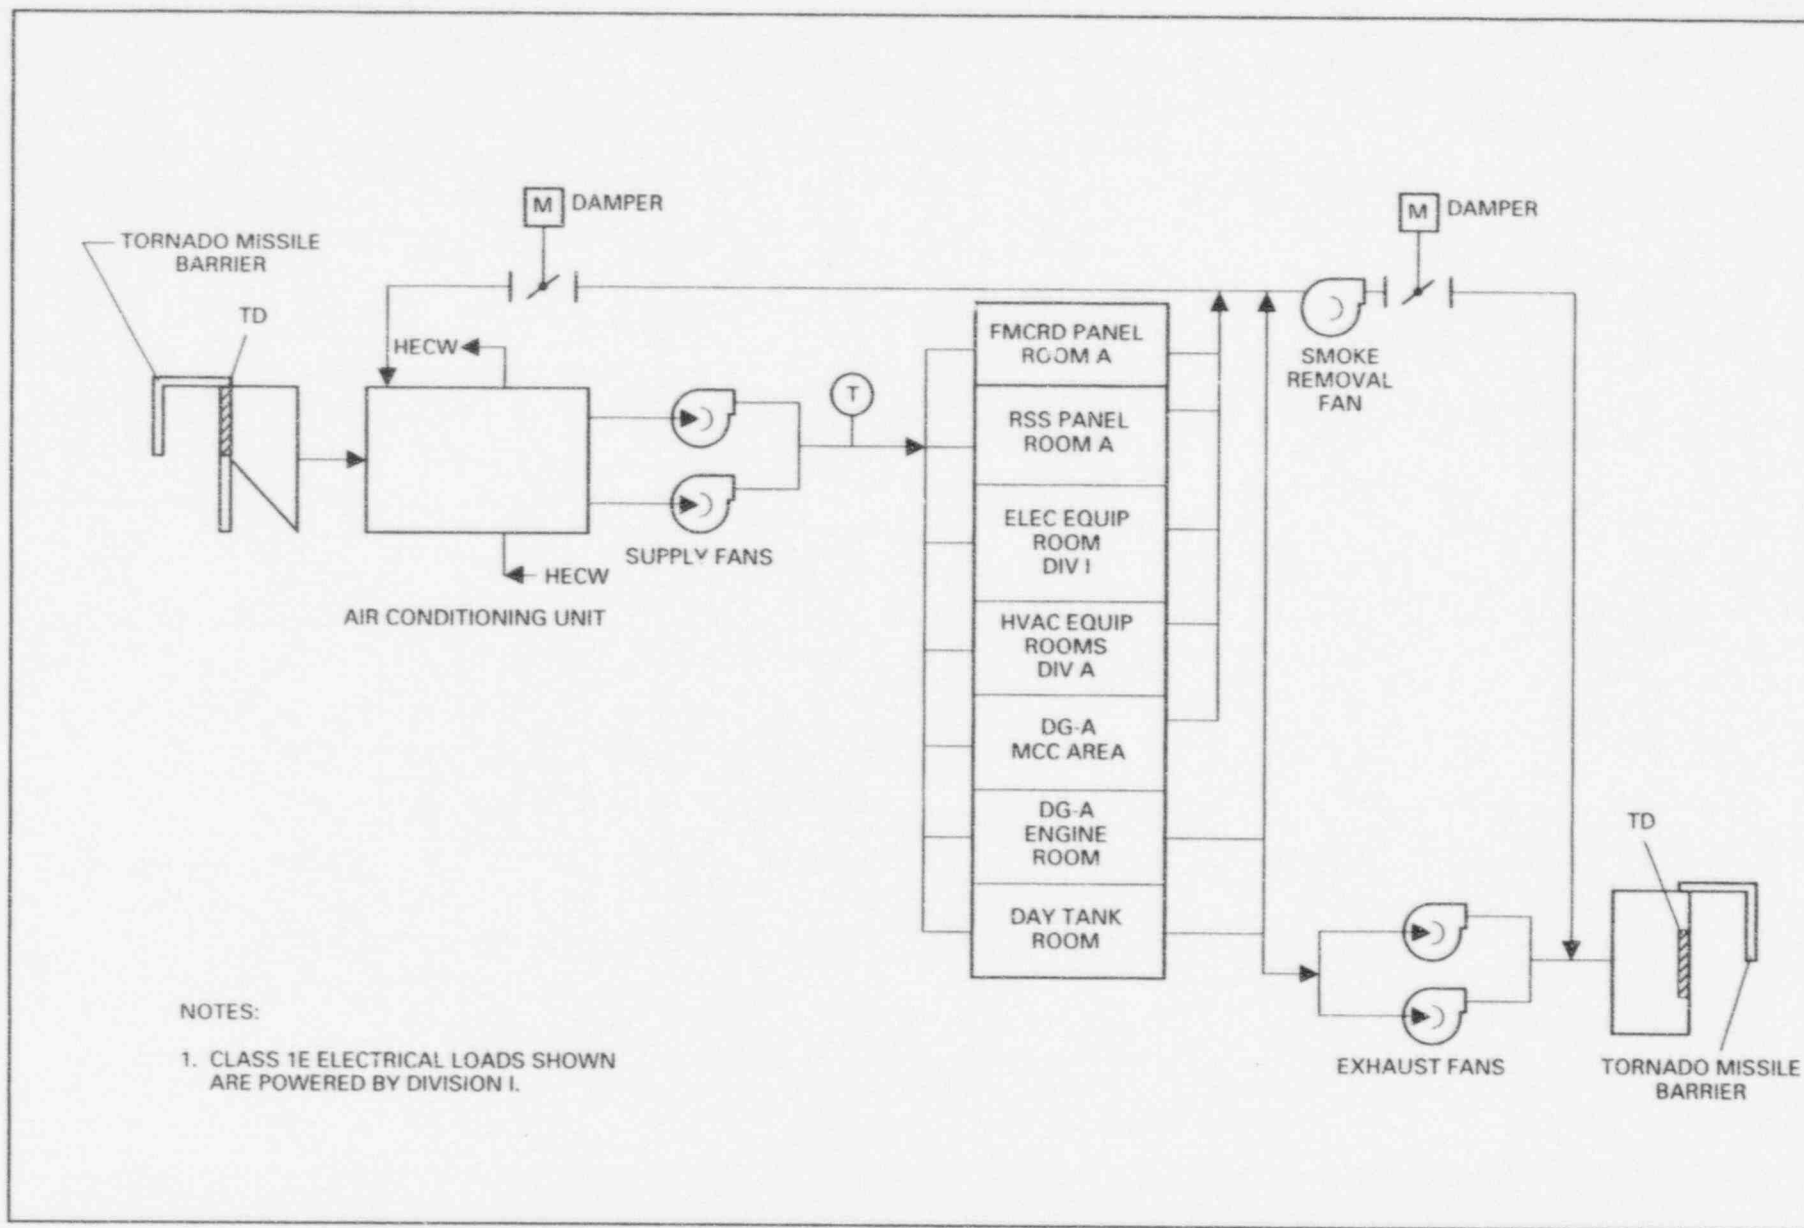 M DAMPER
M DAMPER
TORNADO MISSILE
BARRIER
TD
HECW
T
FMCRD PANEL
ROOM A
SMOKE
REMOVAL
FAN
RSS PANEL
ROOM A
ELEC EQUIP
ROOM
DIV I
SUPPLY FANS
HECW
AIR CONDITIONING UNIT
HVAC EQUIP
ROOMS
DIV A
DG-A
MCC AREA
DG-A
ENGINE
ROOM
TD
DAY TANK
ROOM
NOTES:
1. CLASS 1E ELECTRICAL LOADS SHOWN
ARE POWERED BY DIVISION I.
EXHAUST FANS
TORNADO MISSILE
BARRIER